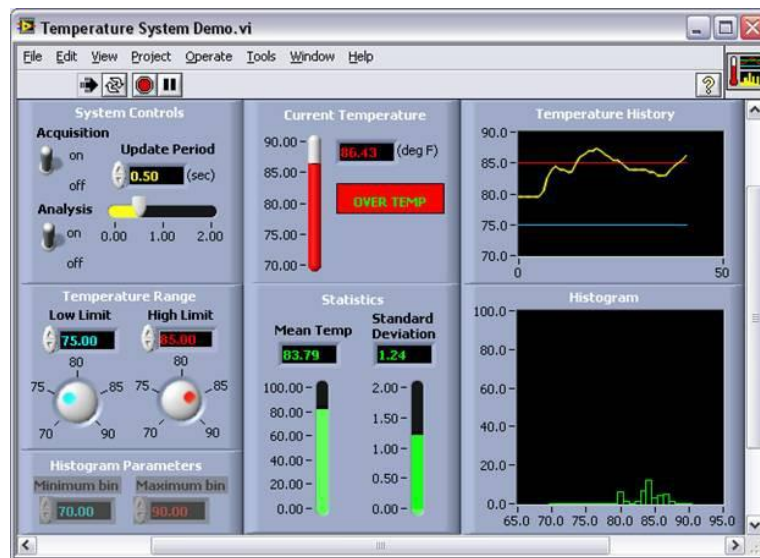 Temperature System Demo.vi
File Edit View Project Operate Tools Window Help
?
System Controls
Acquisition
on
off
Update Period
0.50 (sec)
Analysis
on
off
0.00 1.00 2.00
Current Temperature
90.00
85.00
80.00
75.00
70.00
86.43 (deg F)
OVER TEMP
Temperature History
90.0
85.0
80.0
75.0
70.0
0 50
Temperature Range
Low Limit High Limit
75.00 85.00
80 80
75 85 75 85
70 90 70 90
Histogram Parameters
Minimum bin Maximum bin
70.00 90.00
Statistics
Mean Temp
83.79
Standard
Deviation
1.24
100.00
80.00
60.00
40.00
20.00
0.00
2.00
1.50
1.00
0.50
0.00
Histogram
100.0
80.0
60.0
40.0
20.0
0.0
65.0 70.0 75.0 80.0 85.0 90.0 95.0